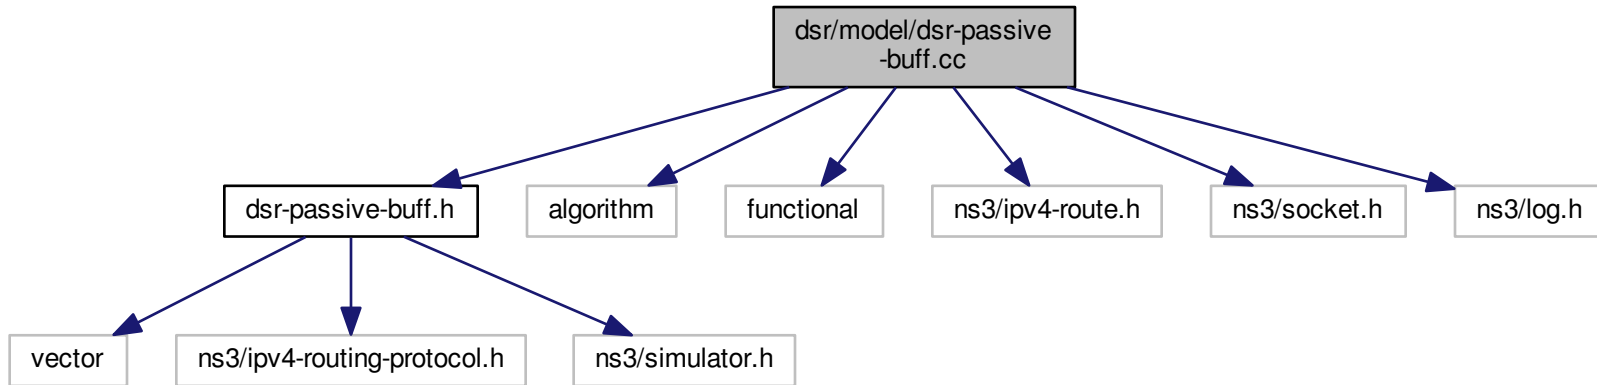 dsr/model/dsr-passive
-buff.cc
dsr-passive-buff.h
algorithm
functional
ns3/ipv4-route.h
ns3/socket.h
ns3/log.h
vector
ns3/ipv4-routing-protocol.h
ns3/simulator.h